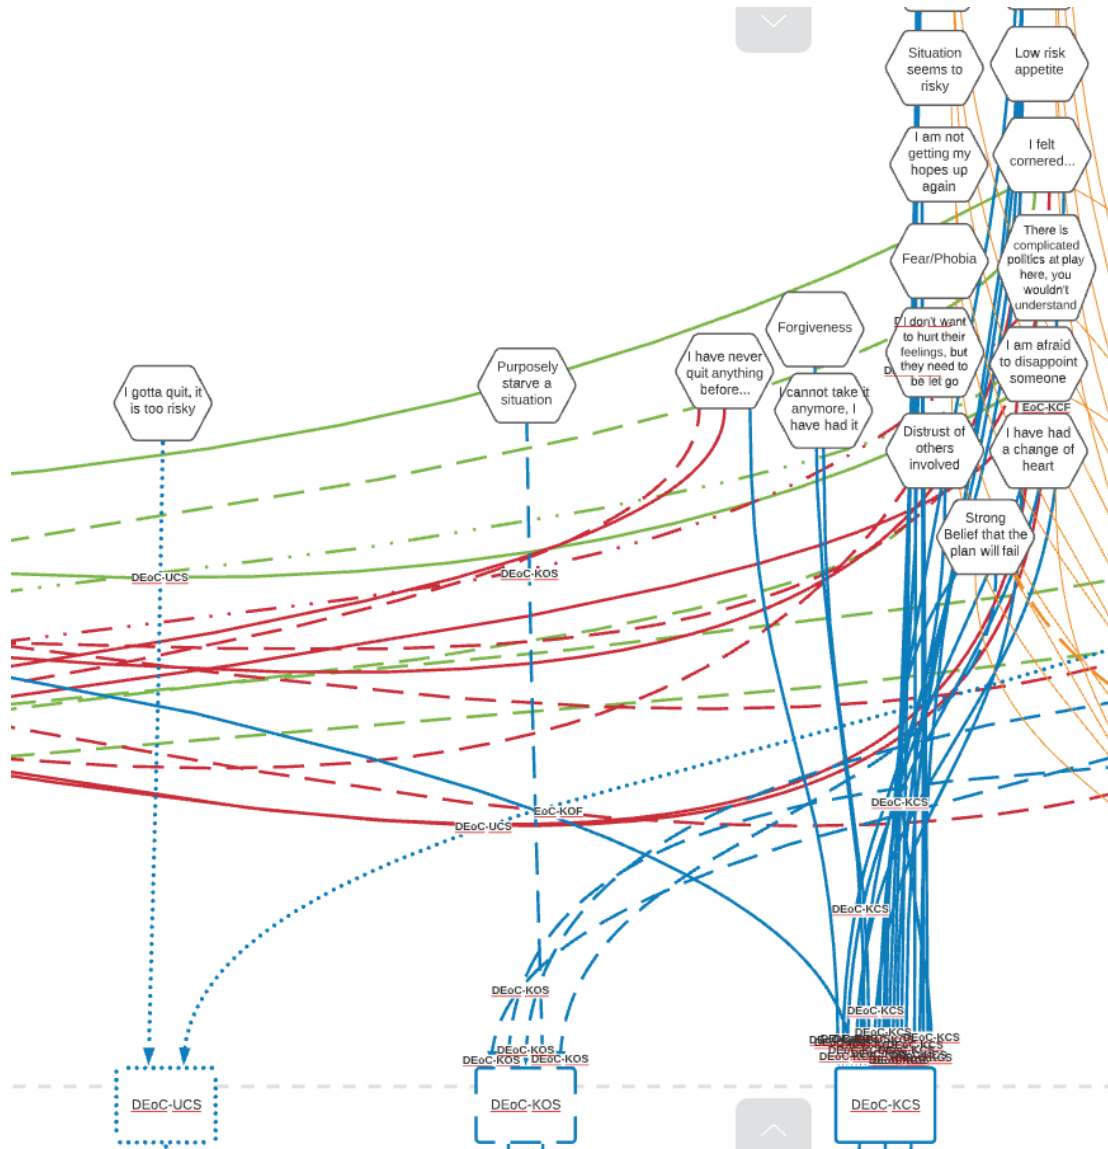 Situation
seems to
risky
Low risk
appetite
I am not
getting my
hopes up
again
I felt
cornered...
Fear/Phobia
There is
complicated
politics at play
here, you
wouldn't
understand
Forgiveness
I don't want
to hurt their
feelings, but
they need to
be let go
I am afraid
to disappoint
someone
I have never
quit anything
before...
Purposely
starve a
situation
I gotta quit, it
is too risky
I cannot take it
anymore, I
have had it
EoC-KCF
Distrust of
others
involved
I have had
a change of
heart
Strong
Belief that the
plan will fail
DEoC-UCS
DEoC-KOS
DEoC-KCS
EoC-KOF
DEoC-UCS
DEoC-KCS
DEoC-KOS
DEoC-KCS
DEoC-KCS
DEoC-KCS
DEoC-KCS
DEoC-KOS
DEoC-KOS
DEoC-KOS
DEoC-UCS
DEoC-KOS
DEoC-KCS